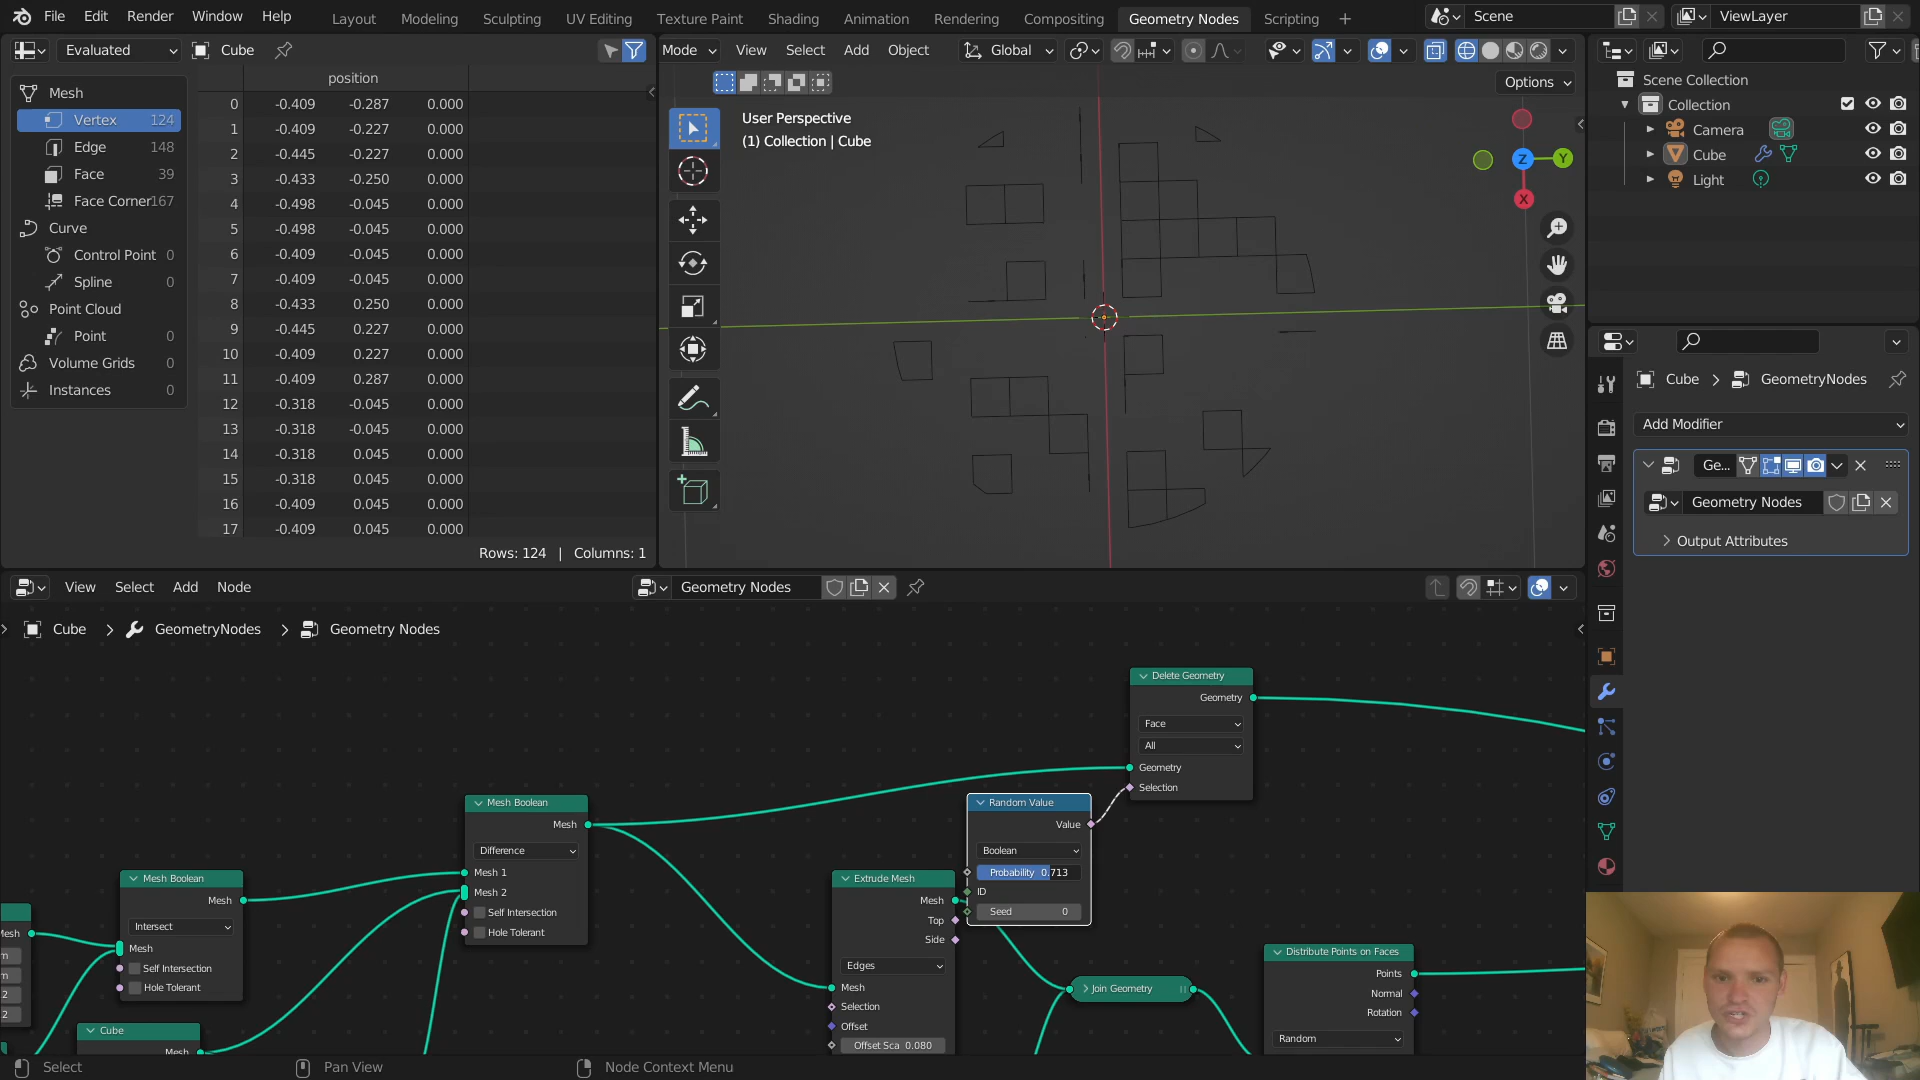 File Edit Render Window Help
Layout Modeling Sculpting UV Editing Texture Paint Shading Animation Rendering Compositing Geometry Nodes Scripting +
Scene
ViewLayer
Evaluated
Cube
Mode View Select Add Object
Global
Options
Mesh
Vertex 124
Edge 148
Face 39
Face Corner 167
Curve
Control Point 0
Spline 0
Point Cloud
Point 0
Volume Grids 0
Instances 0
position
0 -0.409 -0.287 0.000
1 -0.409 -0.227 0.000
2 -0.445 -0.227 0.000
3 -0.433 -0.250 0.000
4 -0.498 -0.045 0.000
5 -0.498 -0.045 0.000
6 -0.409 -0.045 0.000
7 -0.409 -0.045 0.000
8 -0.433 0.250 0.000
9 -0.445 0.227 0.000
10 -0.409 0.227 0.000
11 -0.409 0.287 0.000
12 -0.318 -0.045 0.000
13 -0.318 -0.045 0.000
14 -0.318 0.045 0.000
15 -0.318 0.045 0.000
16 -0.409 0.045 0.000
17 -0.409 0.045 0.000
Rows: 124 | Columns: 1
User Perspective
(1) Collection | Cube
Z
Y
X
Scene Collection
Collection
Camera
Cube
Light
Cube > GeometryNodes
Add Modifier
Ge...
Geometry Nodes
Output Attributes
View Select Add Node
Geometry Nodes
Cube > GeometryNodes > Geometry Nodes
Delete Geometry
Geometry
Face
All
Geometry
Selection
Random Value
Value
Boolean
Probability 0.713
ID
Seed 0
Mesh Boolean
Mesh
Difference
Mesh 1
Mesh 2
Self Intersection
Hole Tolerant
Mesh Boolean
Mesh
Intersect
Mesh
Self Intersection
Hole Tolerant
Cube
Mesh
Extrude Mesh
Mesh
Top
Side
Edges
Mesh
Selection
Offset
Offset Sca 0.080
Join Geometry
Distribute Points on Faces
Points
Normal
Rotation
Random
Select
Pan View
Node Context Menu